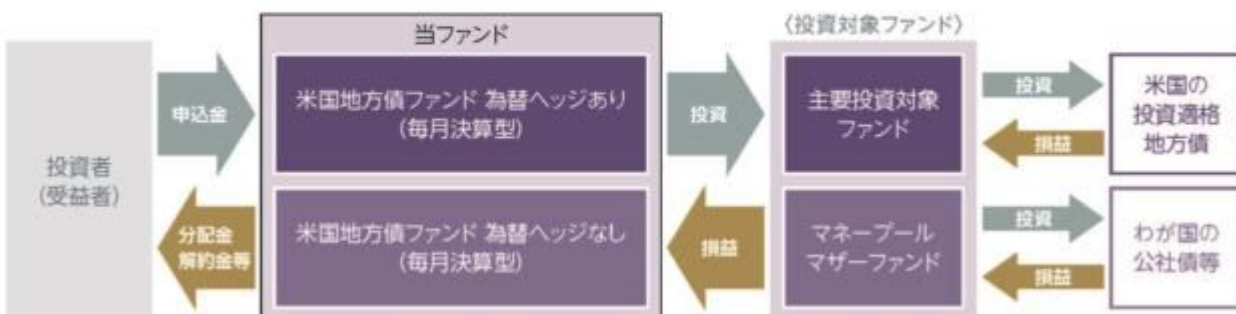 投資者
(受益者)
申込金
分配金
解約金等
当ファンド
米国地方債ファンド 為替ヘッジあり
(毎月決算型)
米国地方債ファンド 為替ヘッジなし
(毎月決算型)
投資
損益
〈投資対象ファンド〉
主要投資対象
ファンド
マネープール
マザーファンド
投資
損益
投資
損益
米国の
投資適格
地方債
わが国の
公社債等